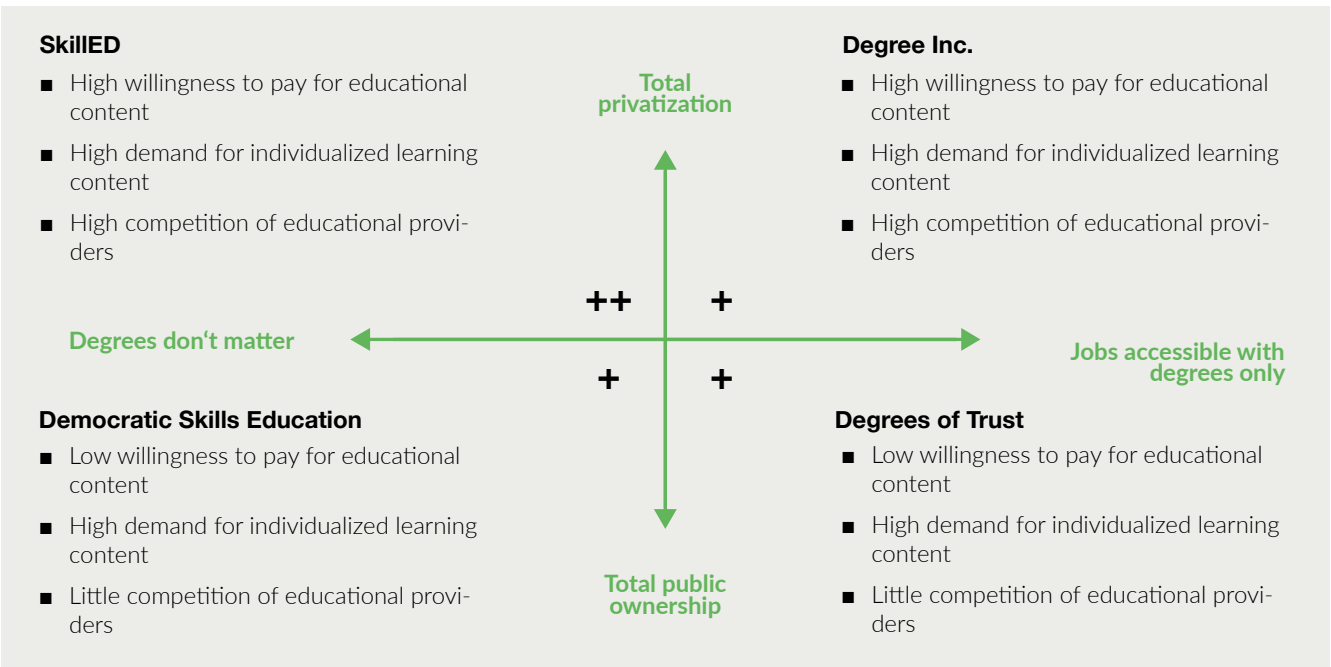 SkillED
■ High willingness to pay for educational
content
■ High demand for individualized learning
content
■ High competition of educational provi-
ders
Total
privatization
Degree Inc.
■ High willingness to pay for educational
content
■ High demand for individualized learning
content
■ High competition of educational provi-
ders
++
+
Degrees don‘t matter
Jobs accessible with
degrees only
+
+
Democratic Skills Education
■ Low willingness to pay for educational
content
■ High demand for individualized learning
content
■ Little competition of educational provi-
ders
Total public
ownership
Degrees of Trust
■ Low willingness to pay for educational
content
■ High demand for individualized learning
content
■ Little competition of educational provi-
ders